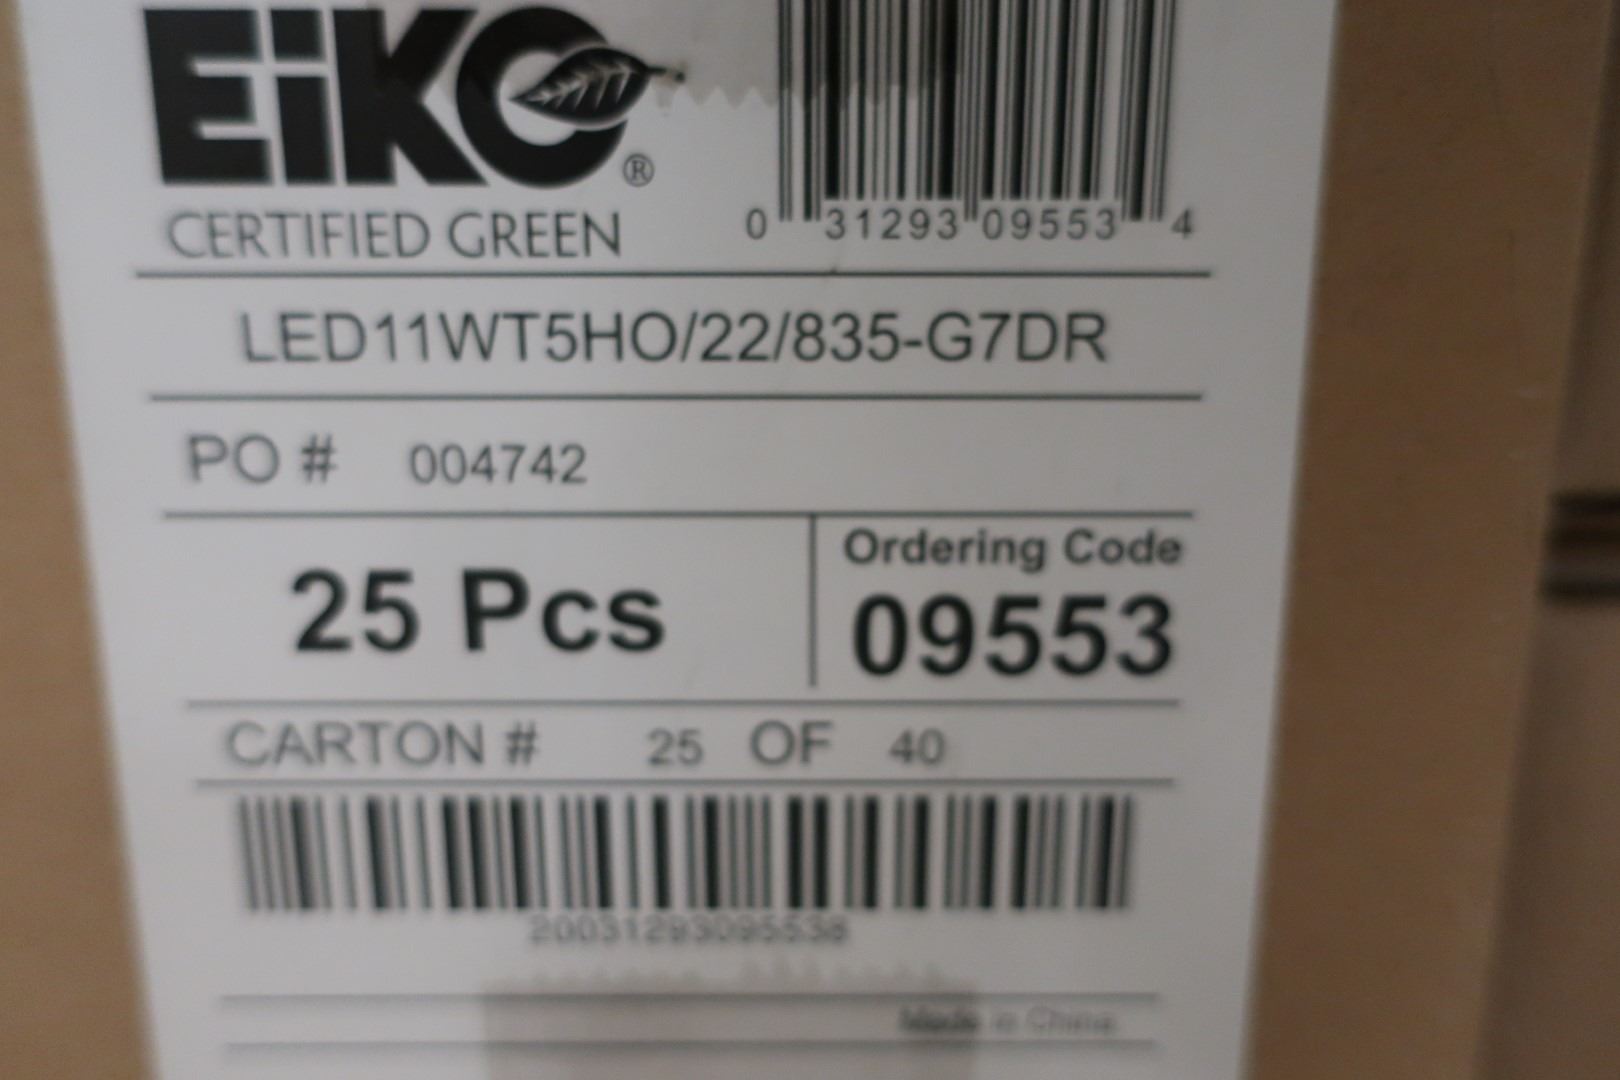 EiKO ®
CERTIFIED GREEN
0 31293 09553 4
LED11WT5HO/22/835-G7DR
PO # 004742
25 Pcs
Ordering Code
09553
CARTON # 25 OF 40
20031293095538
Made in China.